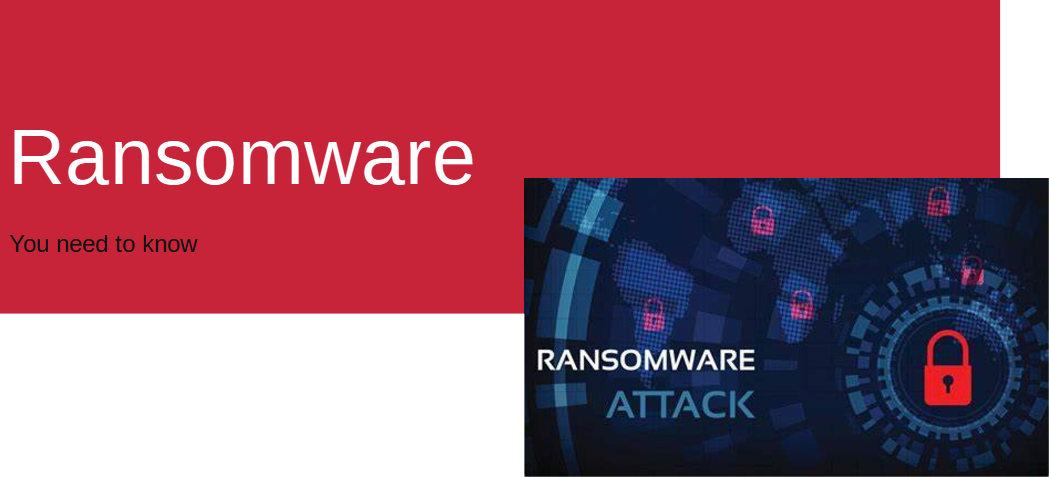 Ransomware
You need to know
RANSOMWARE
ATTACK